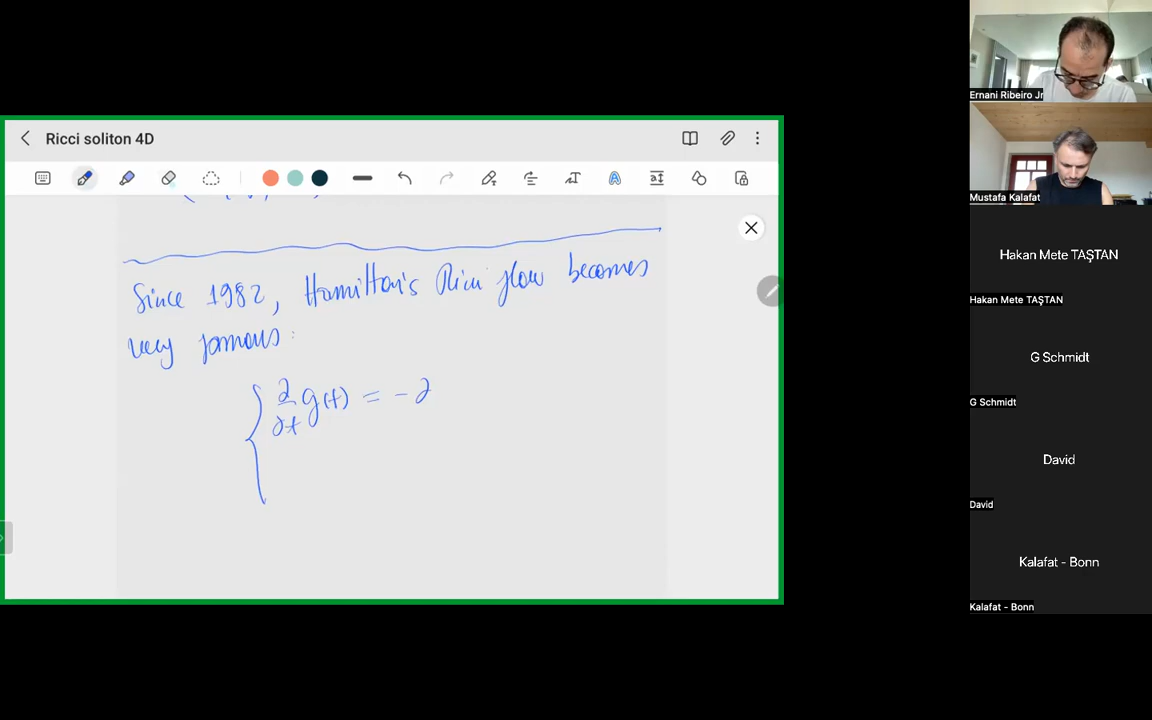 Ernani Ribeiro Jr
Ricci soliton 4D
Since 1982, Hamilton's Ricci flow becomes
very famous:
∂/∂t g(t) = -2
Mustafa Kalafat
Hakan Mete TAŞTAN
Hakan Mete TAŞTAN
G Schmidt
G Schmidt
David
David
Kalafat - Bonn
Kalafat - Bonn